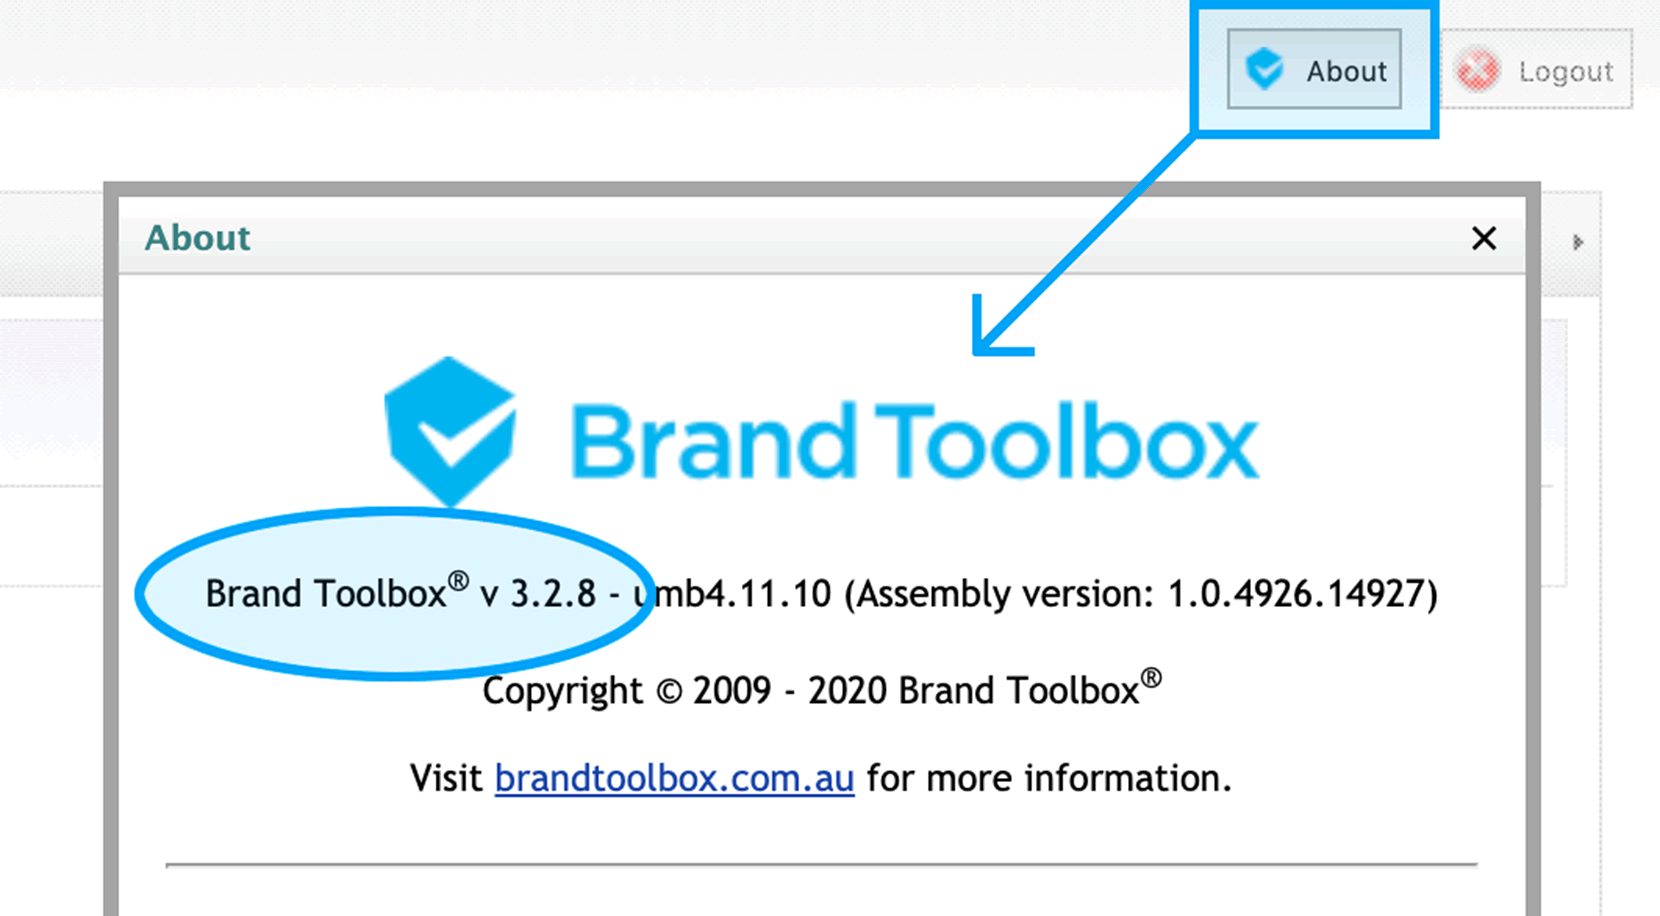 About
Logout
About
Brand Toolbox
Brand Toolbox® v 3.2.8 - umb4.11.10 (Assembly version: 1.0.4926.14927)
Copyright © 2009 - 2020 Brand Toolbox®
Visit brandtoolbox.com.au for more information.